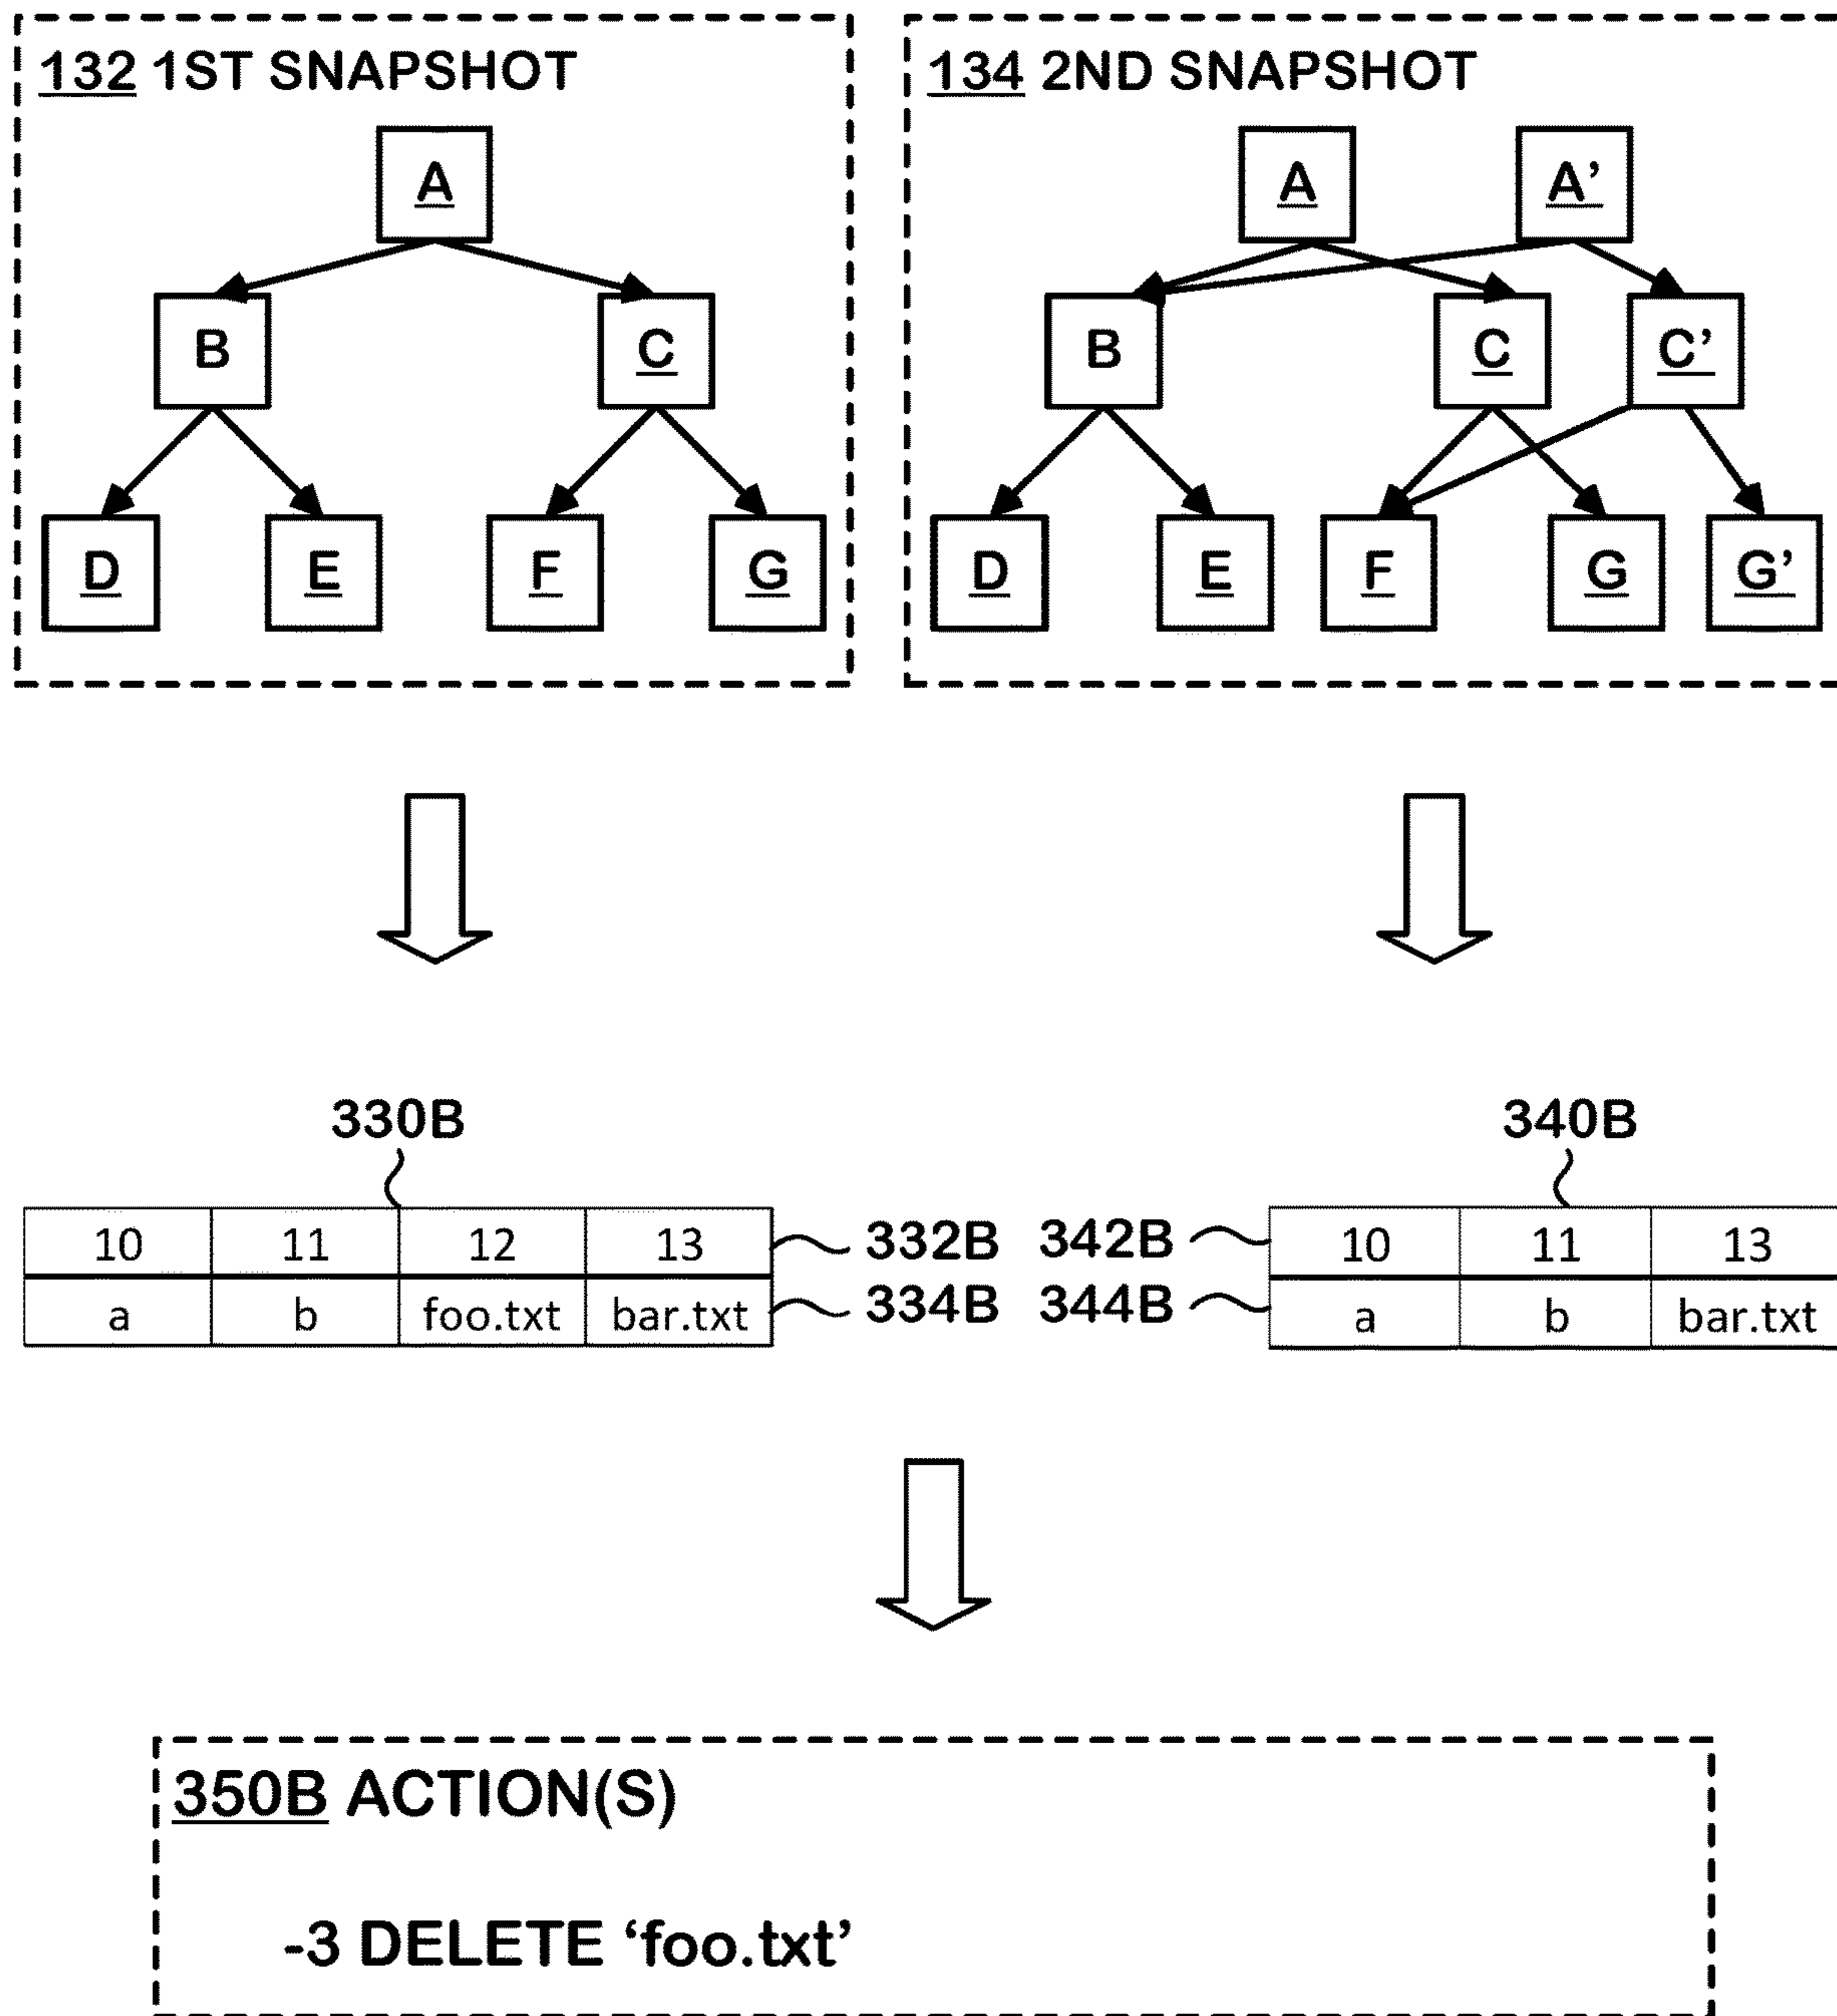 132 1ST SNAPSHOT
134 2ND SNAPSHOT
A
A A’
B C
B C C’
D E F G
D E F G G’
330B
340B
10 11 12 13
332B
342B
10 11 13
a b foo.txt bar.txt
334B
344B
a b bar.txt
350B ACTION(S)
-3 DELETE ‘foo.txt’